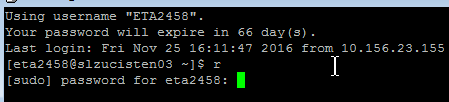 Using username "ETA2458".
Your password will expire in 66 day(s).
Last login: Fri Nov 25 16:11:47 2016 from 10.156.23.155
[eta2458@slzucisten03 ~]$ r
[sudo] password for eta2458: